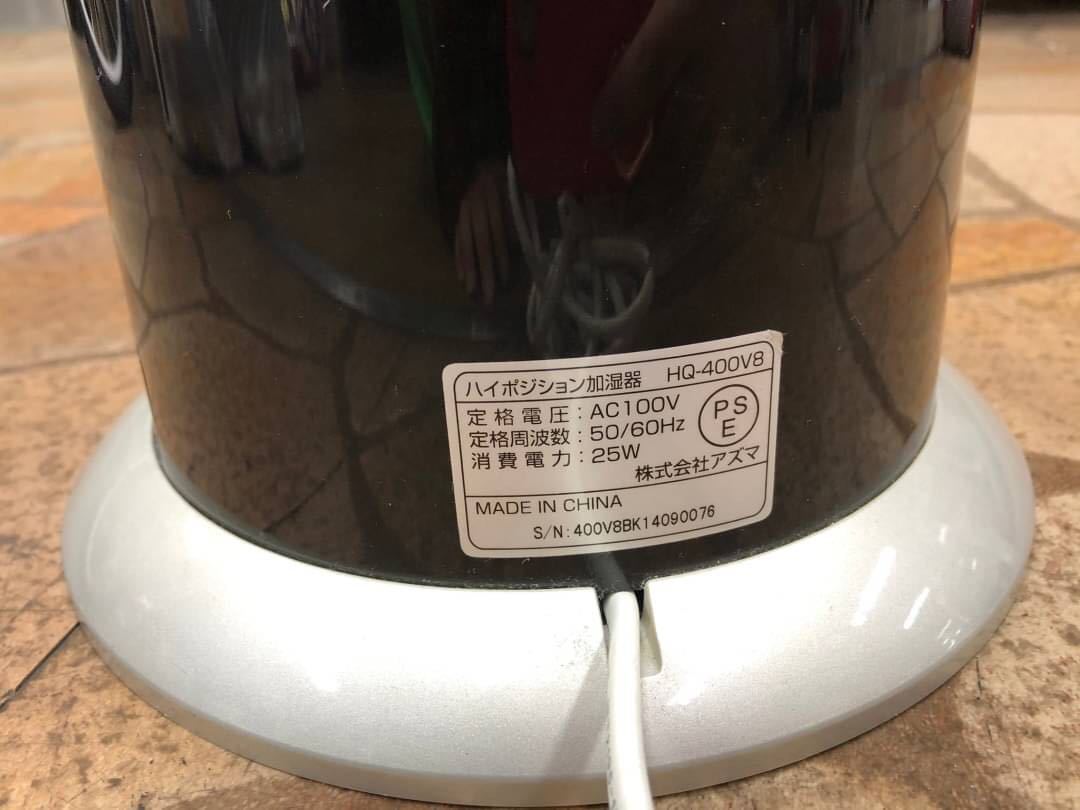 ハイポジション加湿器 HQ-400V8
定格電圧：AC100V
定格周波数：50/60Hz
消費電力：25W
PSE
株式会社アズマ
MADE IN CHINA
S/N:400V8BK14090076